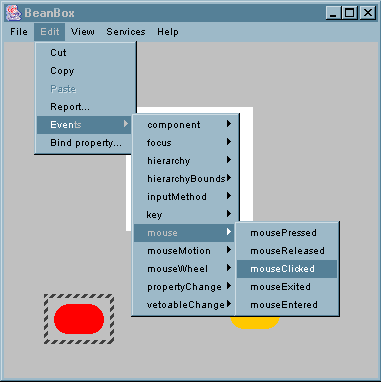 BeanBox
File Edit View Services Help
Cut
Copy
Paste
Report...
Events
Bind property...
component
focus
hierarchy
hierarchyBounds
inputMethod
key
mouse
mouseMotion
mouseWheel
propertyChange
vetoableChange
mousePressed
mouseReleased
mouseClicked
mouseExited
mouseEntered